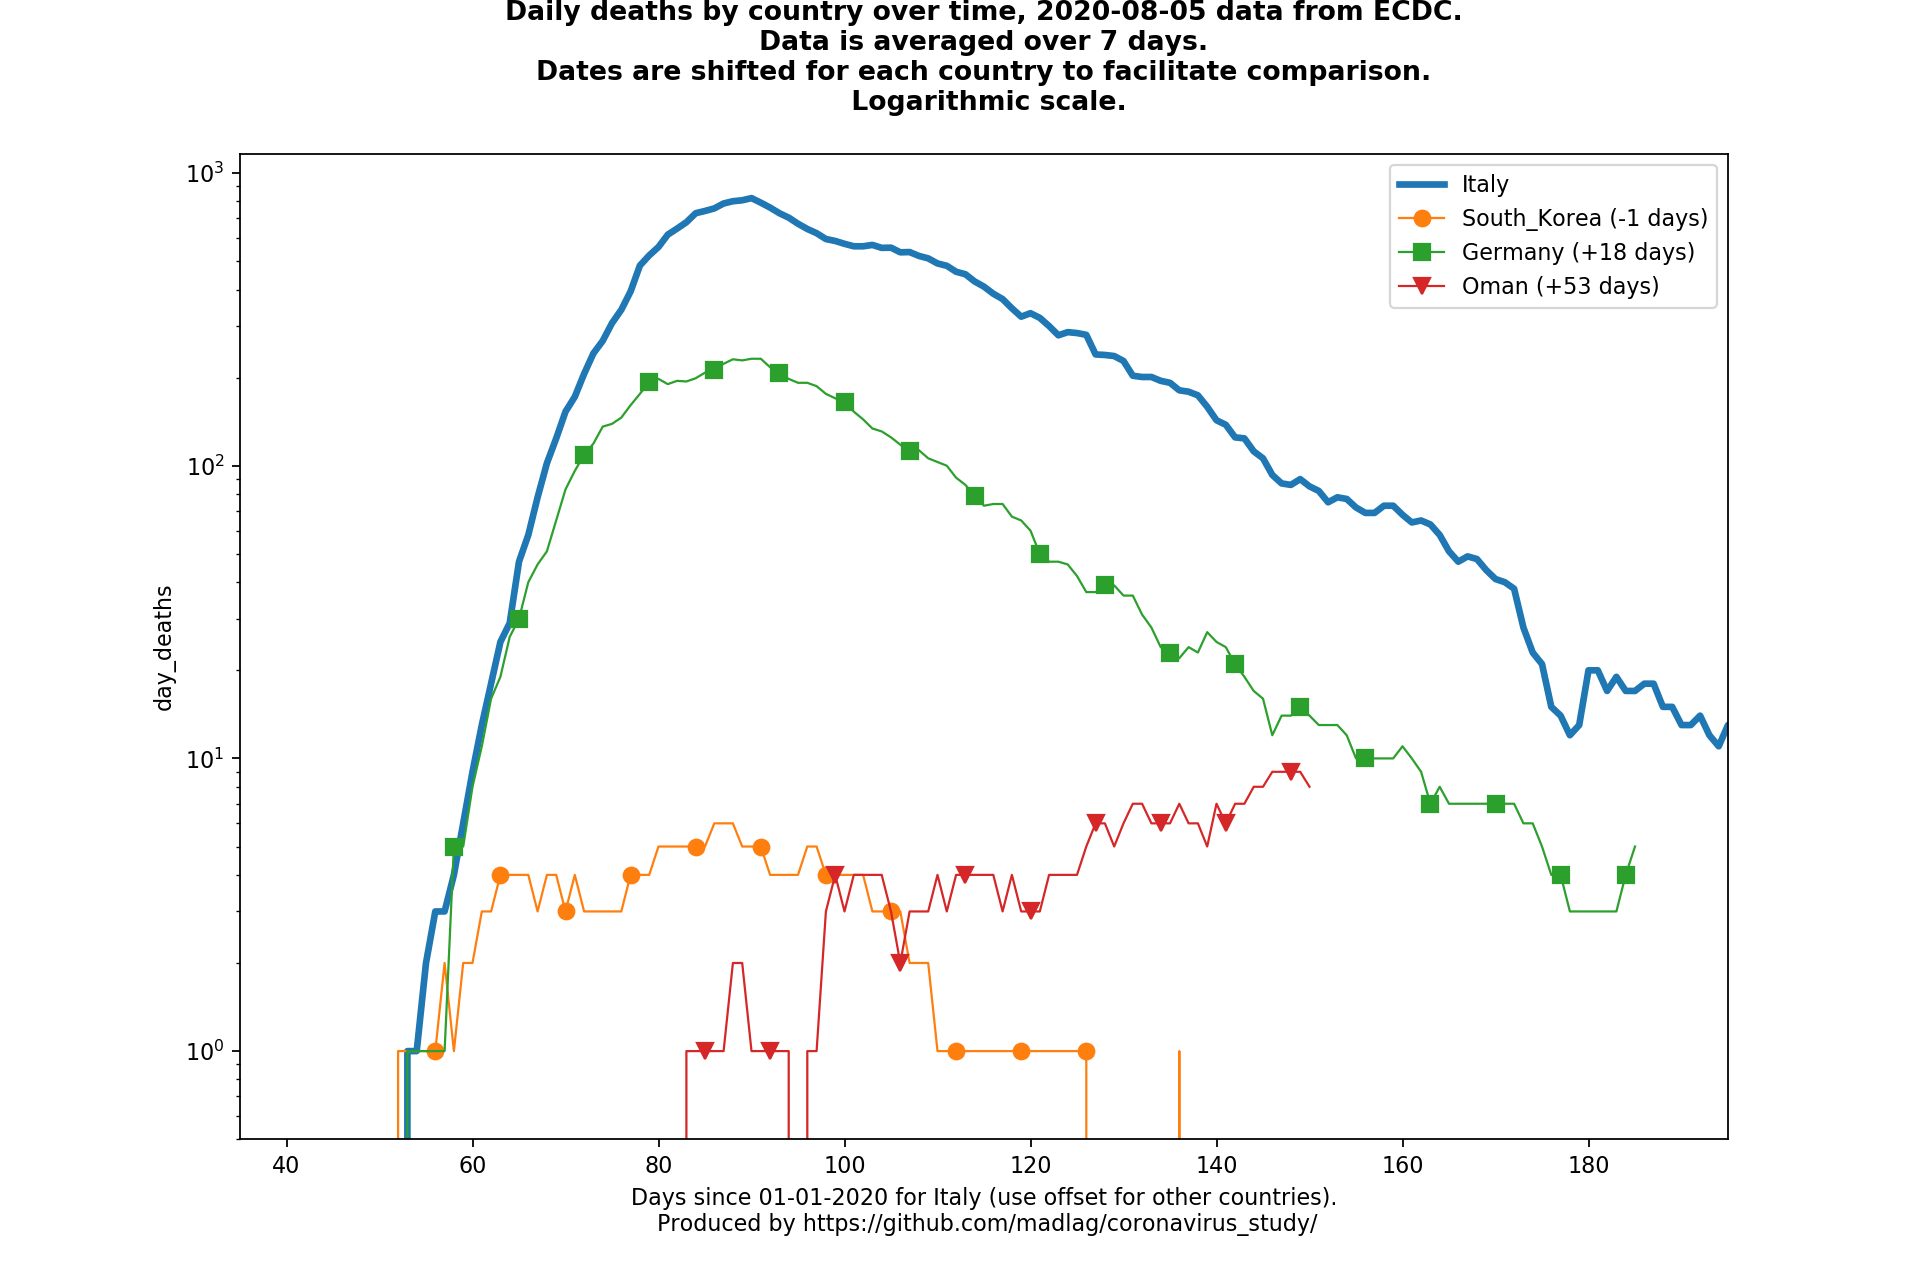 Daily deaths by country over time, 2020-08-05 data from ECDC.
Data is averaged over 7 days.
Dates are shifted for each country to facilitate comparison.
Logarithmic scale.
10³
10²
10¹
10⁰
day_deaths
Italy
South_Korea (-1 days)
Germany (+18 days)
Oman (+53 days)
40 60 80 100 120 140 160 180
Days since 01-01-2020 for Italy (use offset for other countries).
Produced by https://github.com/madlag/coronavirus_study/